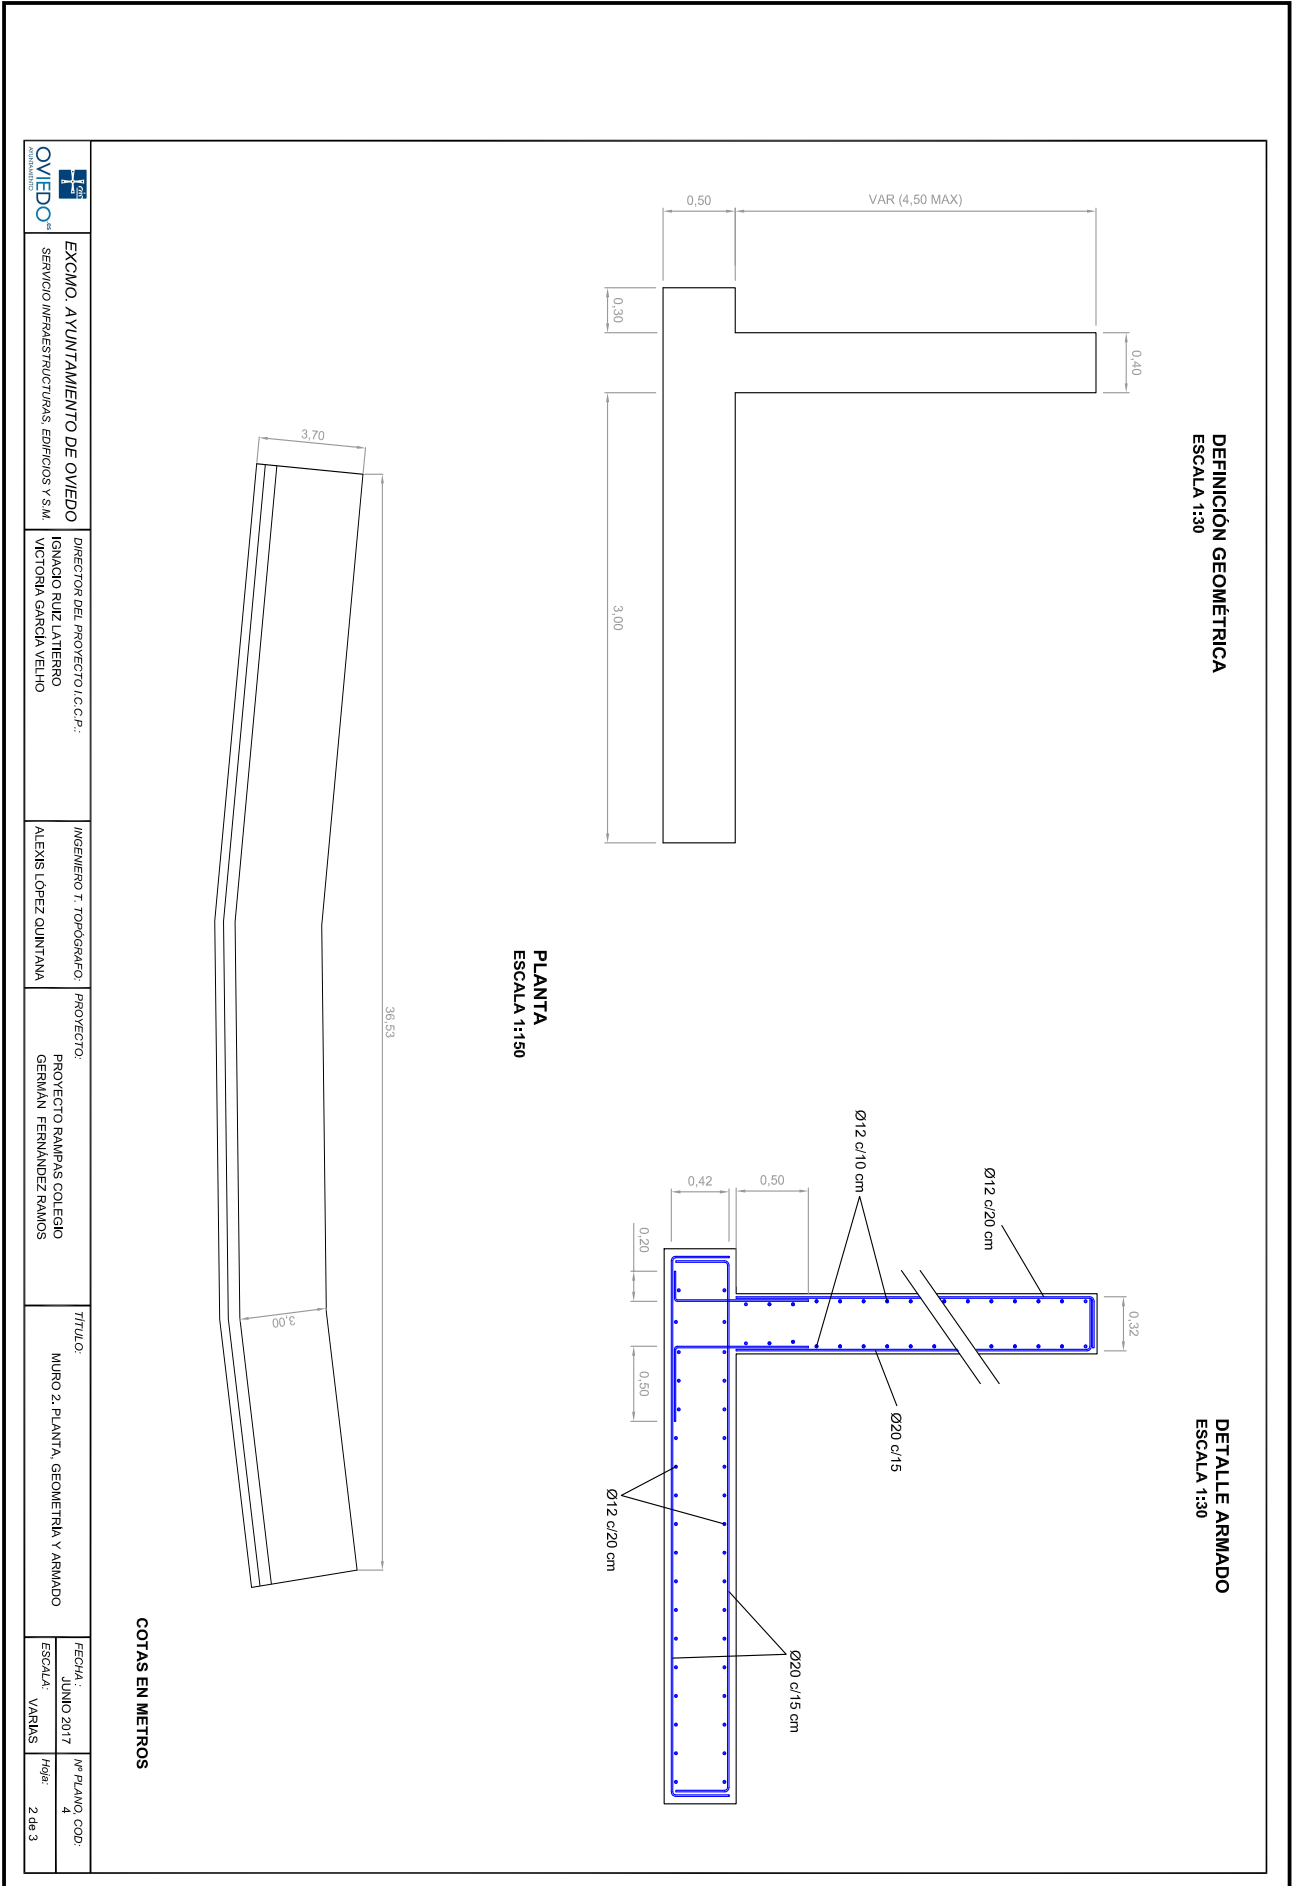 DEFINICIÓN GEOMÉTRICA
ESCALA 1:30
0,40
VAR (4,50 MAX)
0,50
0,30
3,00
DETALLE ARMADO
ESCALA 1:30
0,32
Ø12 c/20 cm
Ø12 c/10 cm
Ø20 c/15
0,50
0,42
0,20
0,50
Ø20 c/15 cm
Ø12 c/20 cm
PLANTA
ESCALA 1:150
36,53
3,70
3,00
COTAS EN METROS
OVIEDO.es
AYUNTAMIENTO
EXCMO. AYUNTAMIENTO DE OVIEDO
SERVICIO INFRAESTRUCTURAS, EDIFICIOS Y S.M.
DIRECTOR DEL PROYECTO I.C.C.P.:
IGNACIO RUIZ LATIERRO
VICTORIA GARCÍA VELHO
INGENIERO T. TOPÓGRAFO:
ALEXIS LÓPEZ QUINTANA
PROYECTO:
PROYECTO RAMPAS COLEGIO
GERMÁN FERNÁNDEZ RAMOS
TÍTULO:
MURO 2. PLANTA, GEOMETRÍA Y ARMADO
FECHA:
JUNIO 2017
ESCALA:
VARIAS
Nº PLANO, COD:
4
Hoja:
2 de 3